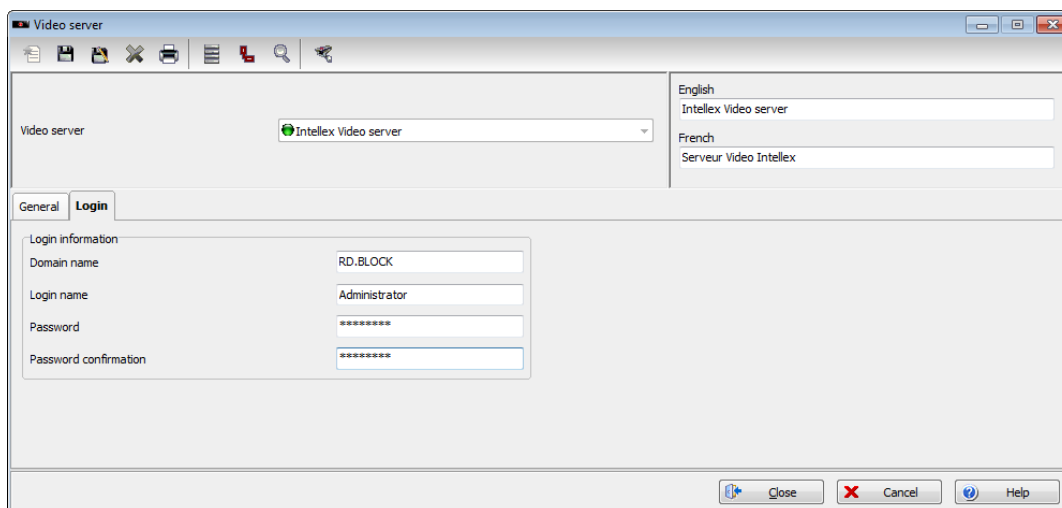 Video server
Video server
Intellex Video server
English
Intellex Video server
French
Serveur Video Intellex
General
Login
Login information
Domain name
RD.BLOCK
Login name
Administrator
Password
********
Password confirmation
********
Close
Cancel
Help